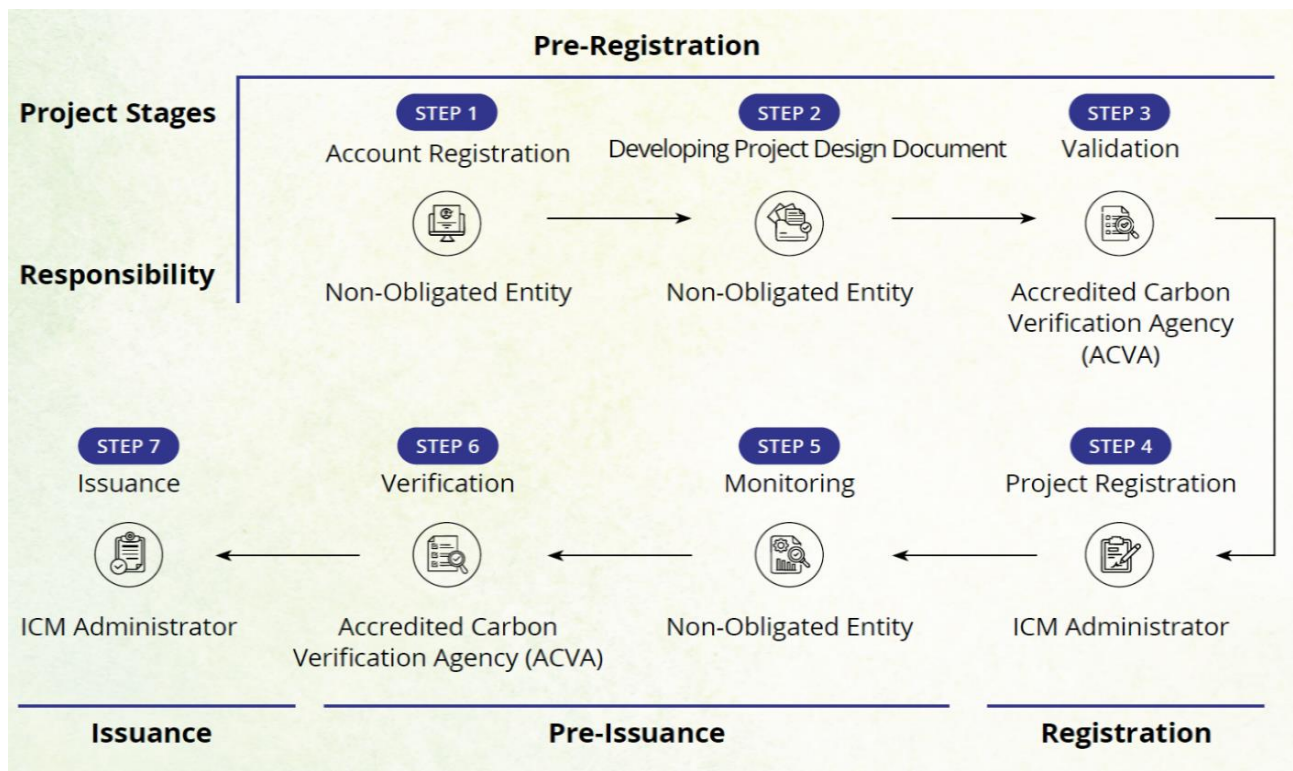 Pre-Registration
Project Stages
STEP 1
Account Registration
Non-Obligated Entity
STEP 2
Developing Project Design Document
Non-Obligated Entity
STEP 3
Validation
Accredited Carbon
Verification Agency
(ACVA)
Responsibility
STEP 4
Project Registration
ICM Administrator
STEP 5
Monitoring
Non-Obligated Entity
STEP 6
Verification
Accredited Carbon
Verification Agency (ACVA)
STEP 7
Issuance
ICM Administrator
Issuance
Pre-Issuance
Registration